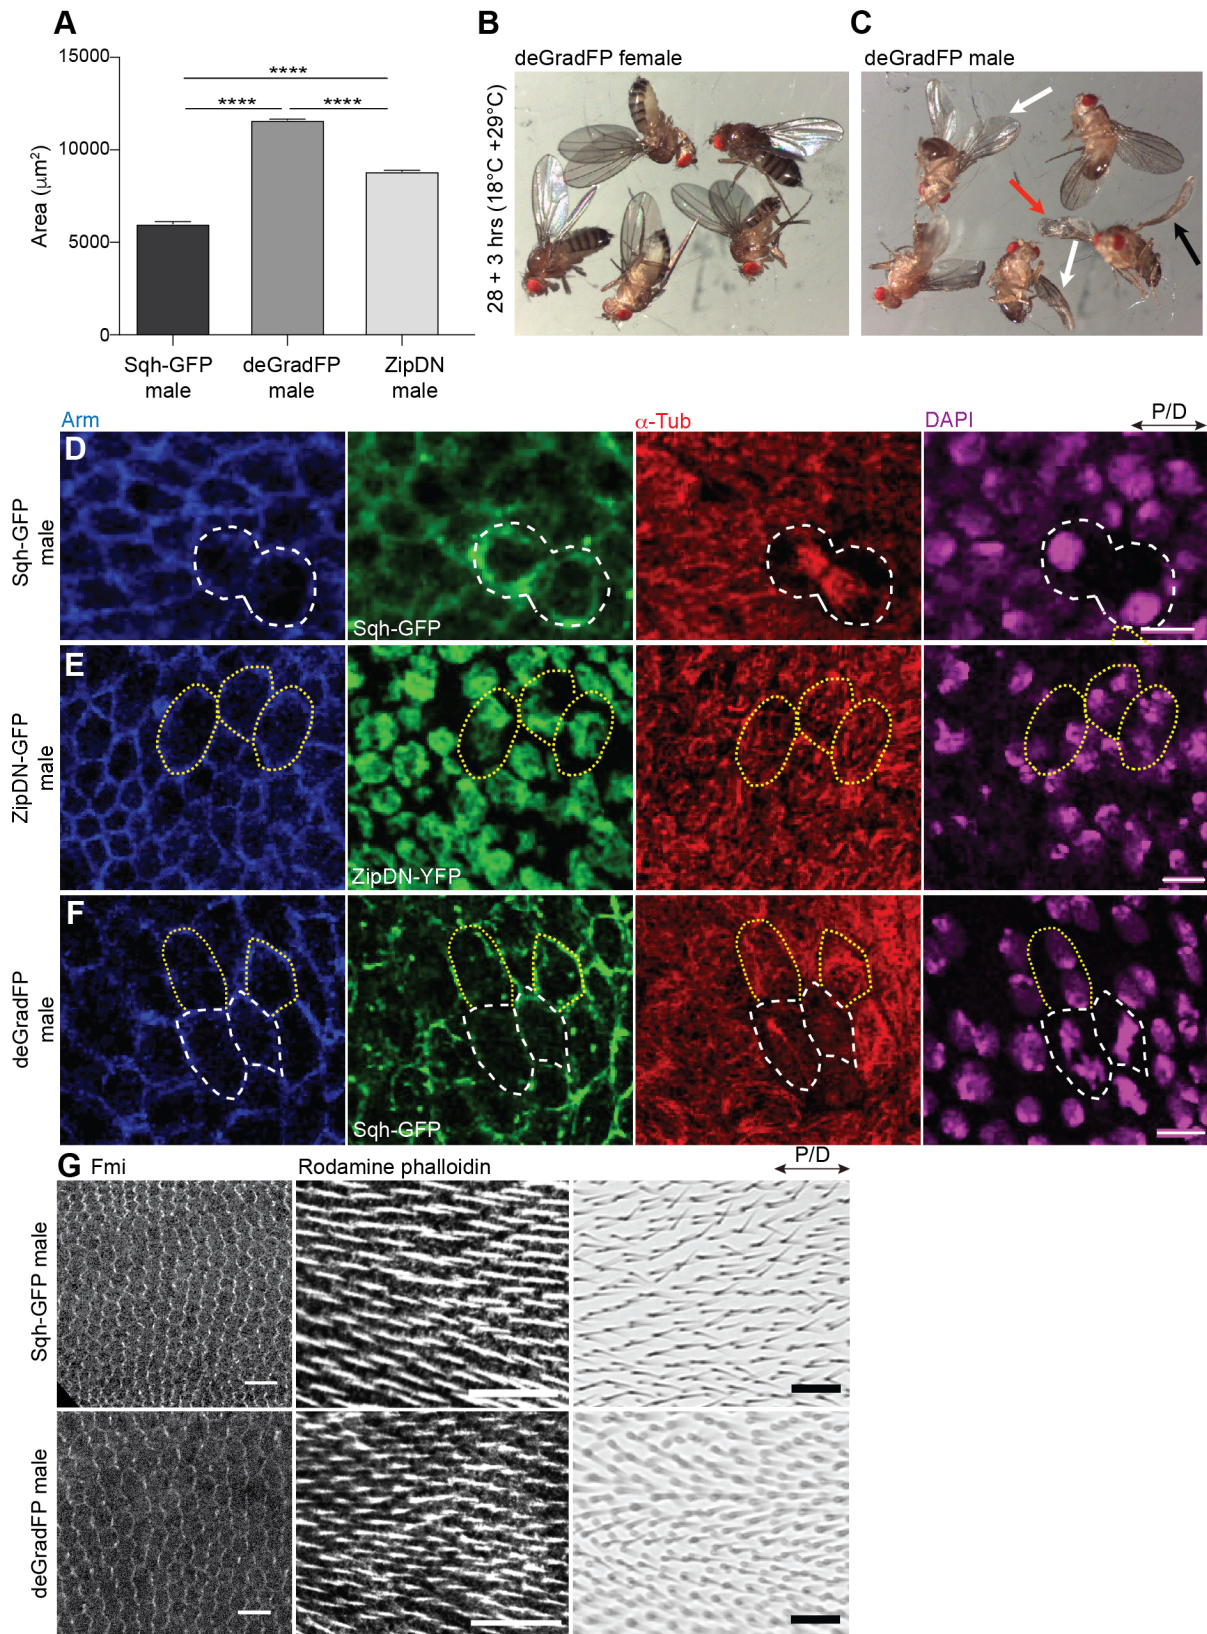 A
B
C
deGradFP female
deGradFP male
15000
10000
5000
0
Area (μm²)
****
****
****
Sqh-GFP
male
deGradFP
male
ZipDN
male
28 + 3 hrs (18°C +29°C)
Arm
α-Tub
DAPI
P/D
D
Sqh-GFP
male
Sqh-GFP
E
ZipDN-GFP
male
ZipDN-YFP
F
deGradFP
male
Sqh-GFP
G
Fmi
Rodamine phalloidin
P/D
Sqh-GFP male
deGradFP male